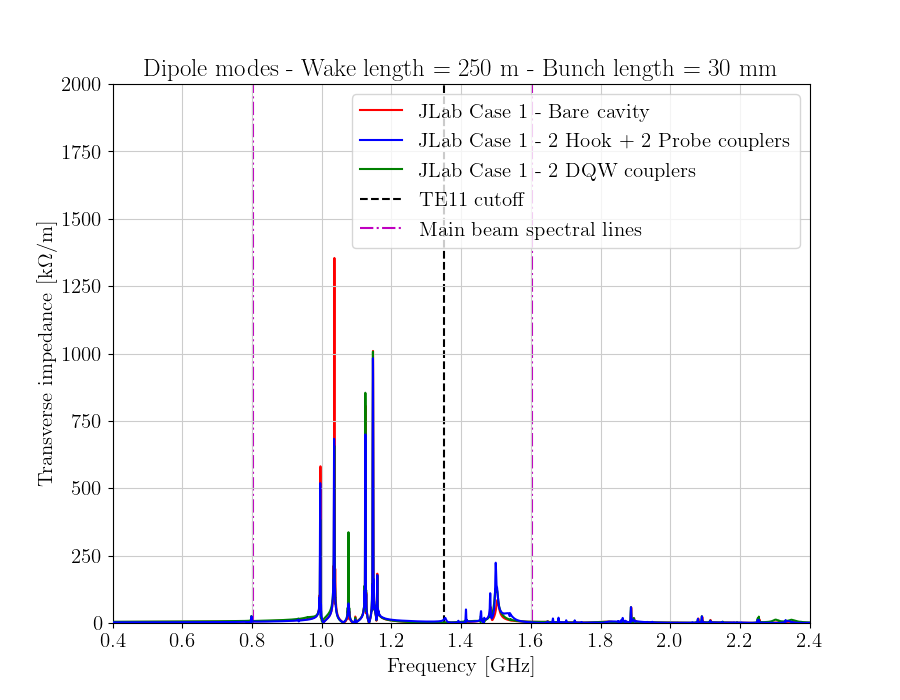 Dipole modes - Wake length = 250 m - Bunch length = 30 mm
2000
1750
1500
1250
1000
750
500
250
0
Transverse impedance [kΩ/m]
JLab Case 1 - Bare cavity
JLab Case 1 - 2 Hook + 2 Probe couplers
JLab Case 1 - 2 DQW couplers
TE11 cutoff
Main beam spectral lines
0.4 0.6 0.8 1.0 1.2 1.4 1.6 1.8 2.0 2.2 2.4
Frequency [GHz]